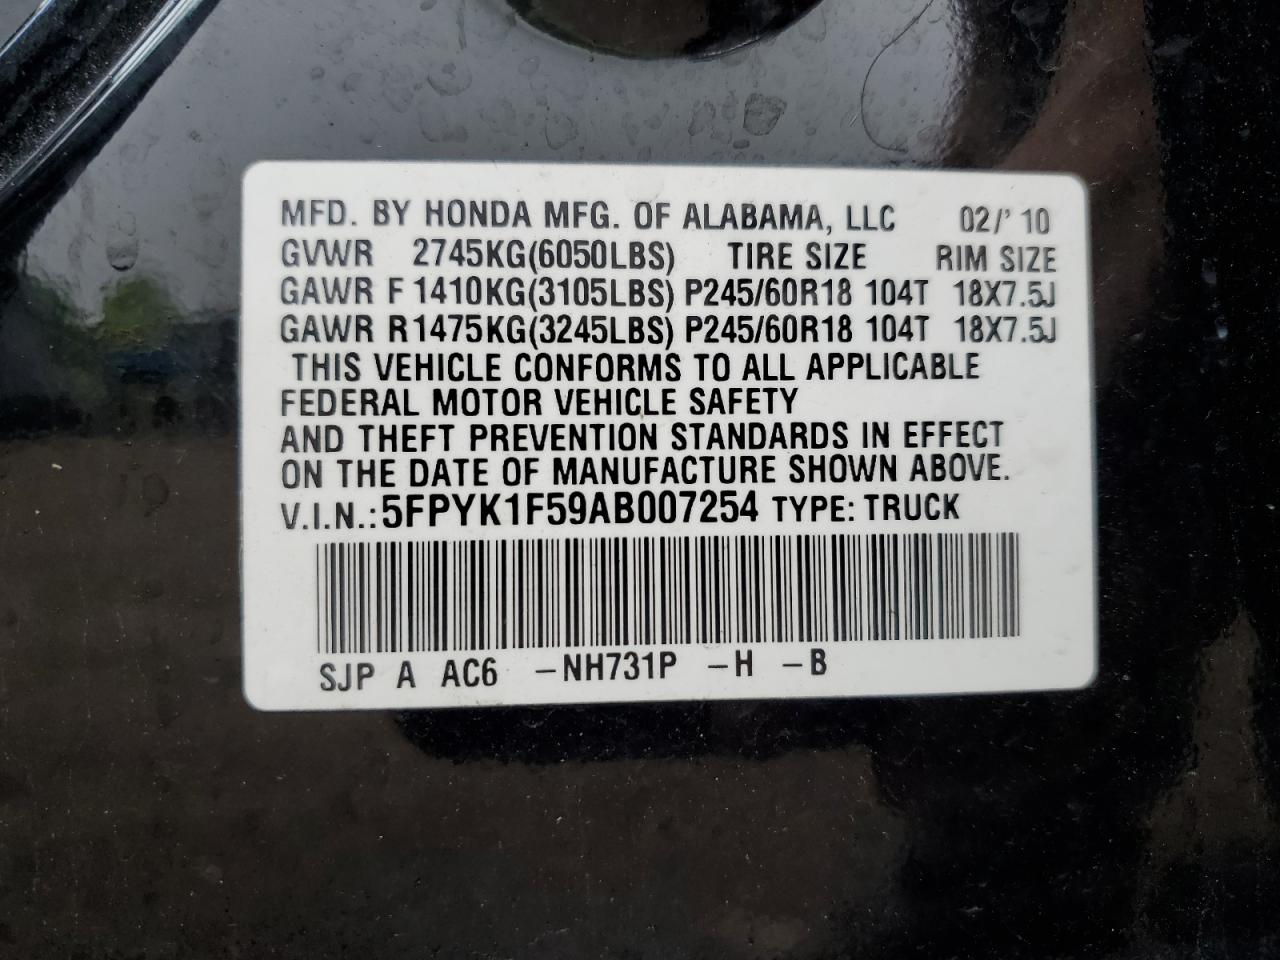 MFD. BY HONDA MFG. OF ALABAMA, LLC 02/'10
GVWR 2745KG(6050LBS) TIRE SIZE RIM SIZE
GAWR F 1410KG(3105LBS) P245/60R18 104T 18X7.5J
GAWR R1475KG(3245LBS) P245/60R18 104T 18X7.5J
THIS VEHICLE CONFORMS TO ALL APPLICABLE
FEDERAL MOTOR VEHICLE SAFETY
AND THEFT PREVENTION STANDARDS IN EFFECT
ON THE DATE OF MANUFACTURE SHOWN ABOVE.
V.I.N.: 5FPYK1F59AB007254 TYPE: TRUCK
SJP A AC6 -NH731P -H -B